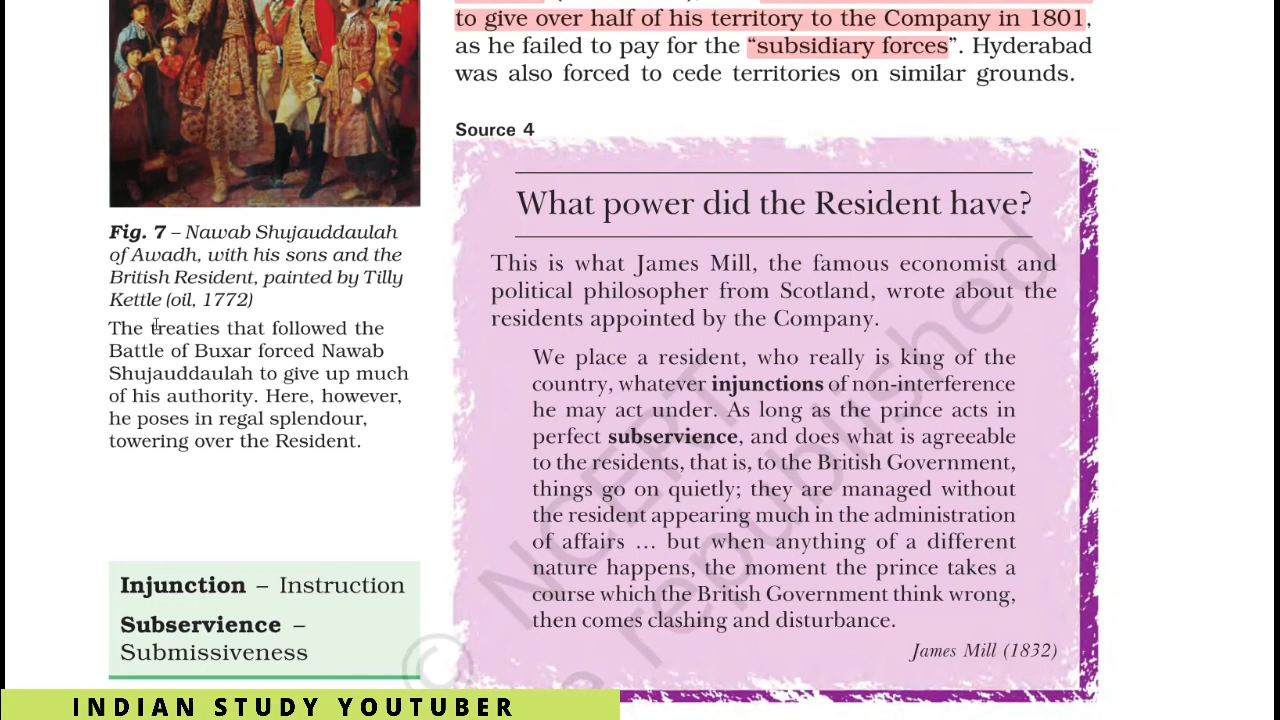 to give over half of his territory to the Company in 1801,
as he failed to pay for the “subsidiary forces”. Hyderabad
was also forced to cede territories on similar grounds.
Source 4
What power did the Resident have?
This is what James Mill, the famous economist and
political philosopher from Scotland, wrote about the
residents appointed by the Company.
We place a resident, who really is king of the
country, whatever injunctions of non-interference
he may act under. As long as the prince acts in
perfect subservience, and does what is agreeable
to the residents, that is, to the British Government,
things go on quietly; they are managed without
the resident appearing much in the administration
of affairs ... but when anything of a different
nature happens, the moment the prince takes a
course which the British Government think wrong,
then comes clashing and disturbance.
James Mill (1832)
Fig. 7 – Nawab Shujauddaulah
of Awadh, with his sons and the
British Resident, painted by Tilly
Kettle (oil, 1772)
The treaties that followed the
Battle of Buxar forced Nawab
Shujauddaulah to give up much
of his authority. Here, however,
he poses in regal splendour,
towering over the Resident.
Injunction – Instruction
Subservience –
Submissiveness
© NCERT
republished
INDIAN STUDY YOUTUBER